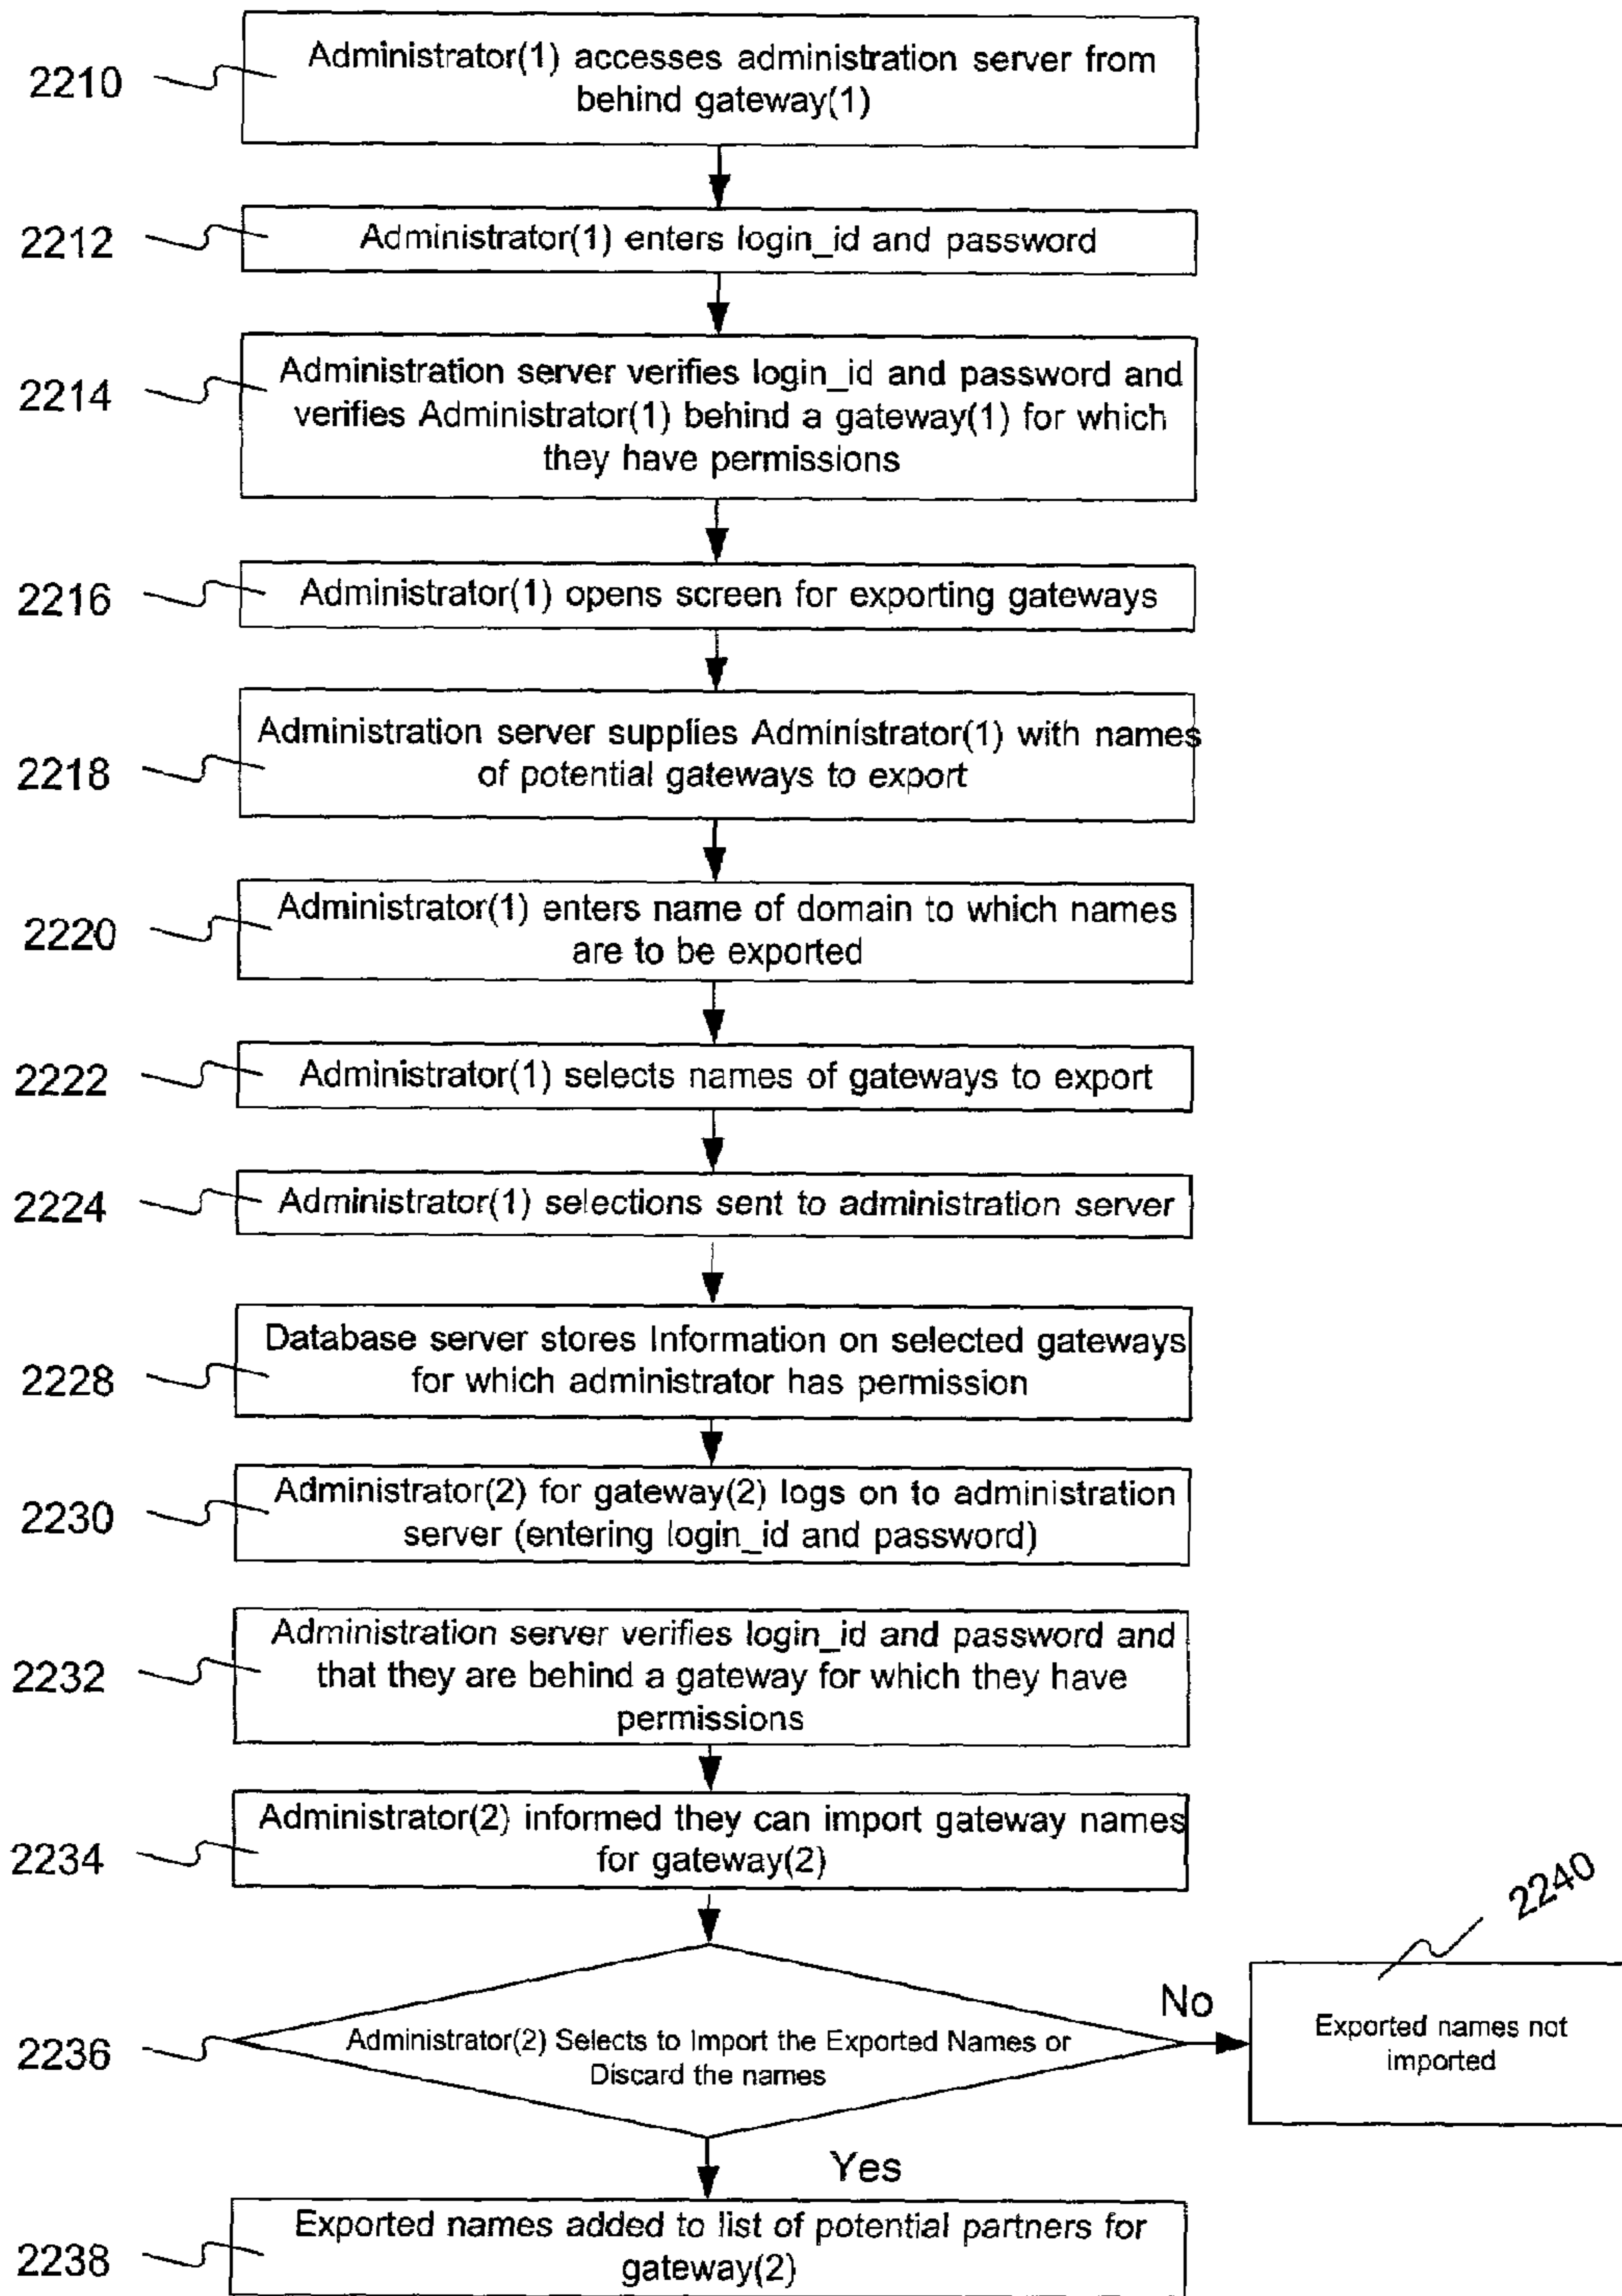 2210
Administrator(1) accesses administration server from
behind gateway(1)
2212
Administrator(1) enters login_id and password
2214
Administration server verifies login_id and password and
verifies Administrator(1) behind a gateway(1) for which
they have permissions
2216
Administrator(1) opens screen for exporting gateways
2218
Administration server supplies Administrator(1) with names
of potential gateways to export
2220
Administrator(1) enters name of domain to which names
are to be exported
2222
Administrator(1) selects names of gateways to export
2224
Administrator(1) selections sent to administration server
2228
Database server stores Information on selected gateways
for which administrator has permission
2230
Administrator(2) for gateway(2) logs on to administration
server (entering login_id and password)
2232
Administration server verifies login_id and password and
that they are behind a gateway for which they have
permissions
2234
Administrator(2) informed they can import gateway names
for gateway(2)
2236
Administrator(2) Selects to Import the Exported Names or
Discard the names
No
2240
Exported names not
imported
Yes
2238
Exported names added to list of potential partners for
gateway(2)